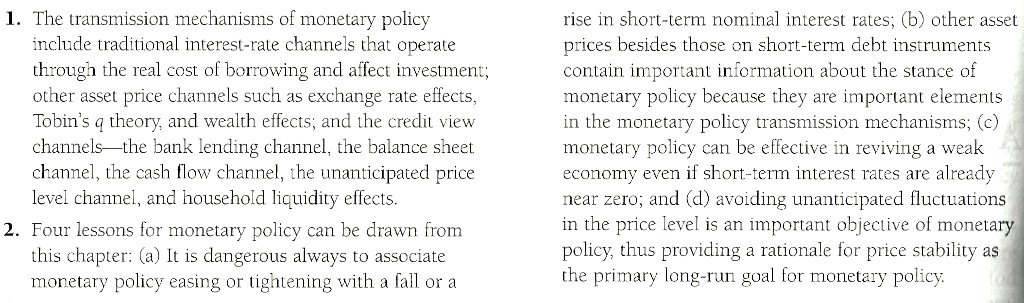 1. The transmission mechanisms of monetary policy
include traditional interest-rate channels that operate
through the real cost of borrowing and affect investment;
other asset price channels such as exchange rate effects,
Tobin's q theory, and wealth effects; and the credit view
channels—the bank lending channel, the balance sheet
channel, the cash flow channel, the unanticipated price
level channel, and household liquidity effects.
2. Four lessons for monetary policy can be drawn from
this chapter: (a) It is dangerous always to associate
monetary policy easing or tightening with a fall or a
rise in short-term nominal interest rates; (b) other asset
prices besides those on short-term debt instruments
contain important information about the stance of
monetary policy because they are important elements
in the monetary policy transmission mechanisms; (c)
monetary policy can be effective in reviving a weak
economy even if short-term interest rates are already
near zero; and (d) avoiding unanticipated fluctuations
in the price level is an important objective of monetary
policy, thus providing a rationale for price stability as
the primary long-run goal for monetary policy.